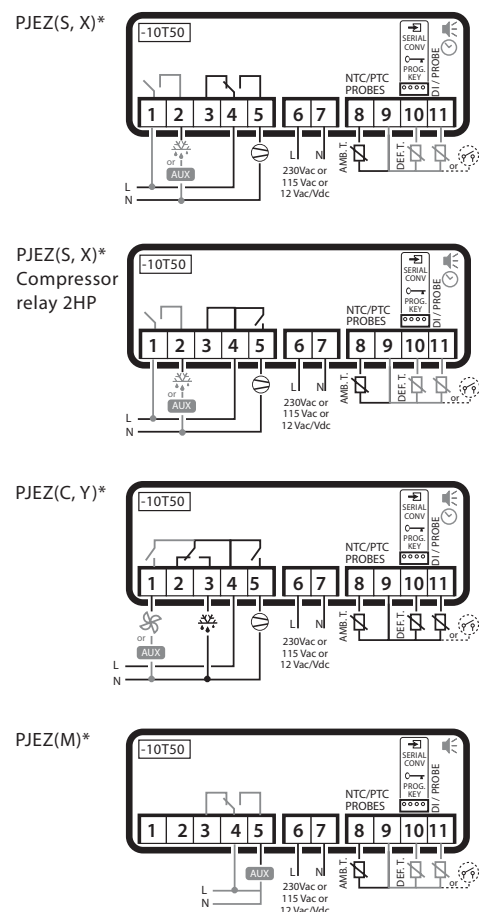 PJEZ(S, X)*
-10T50
SERIAL
CONV
PROG.
KEY
NTC/PTC
PROBES
DI / PROBE
1 2 3 4 5 6 7 8 9 10 11
or
AUX
L
N
L N
230Vac or
115 Vac or
12 Vac/Vdc
AMB. T.
DEF. T.
or
PJEZ(S, X)*
Compressor
relay 2HP
-10T50
SERIAL
CONV
PROG.
KEY
NTC/PTC
PROBES
DI / PROBE
1 2 3 4 5 6 7 8 9 10 11
or
AUX
L
N
L N
230Vac or
115 Vac or
12 Vac/Vdc
AMB. T.
DEF. T.
or
PJEZ(C, Y)*
-10T50
SERIAL
CONV
PROG.
KEY
NTC/PTC
PROBES
DI / PROBE
1 2 3 4 5 6 7 8 9 10 11
or
AUX
L
N
L N
230Vac or
115 Vac or
12 Vac/Vdc
AMB. T.
DEF. T.
or
PJEZ(M)*
-10T50
SERIAL
CONV
PROG.
KEY
NTC/PTC
PROBES
DI / PROBE
1 2 3 4 5 6 7 8 9 10 11
AUX
L
N
L N
230Vac or
115 Vac or
12 Vac/Vdc
AMB. T.
DEF. T.
or